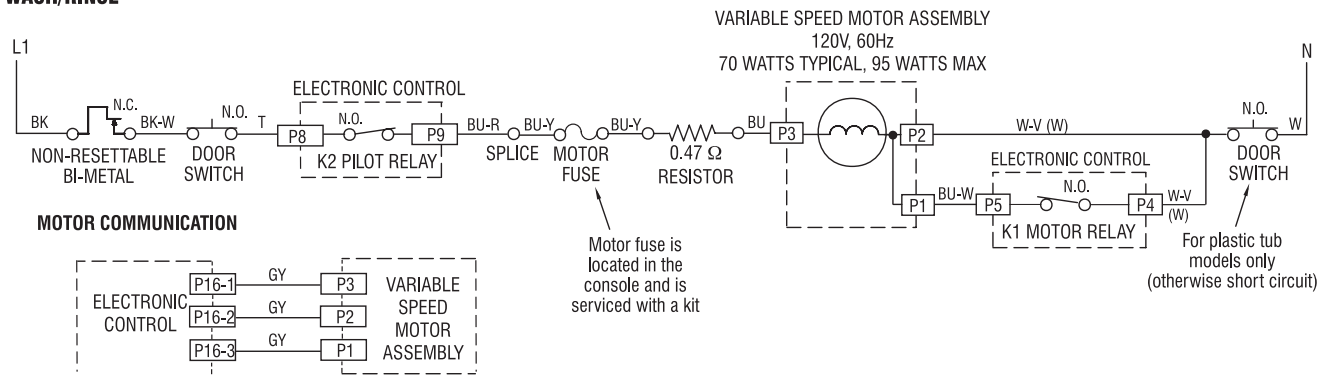 WASH/RINSE
VARIABLE SPEED MOTOR ASSEMBLY
120V, 60Hz
70 WATTS TYPICAL, 95 WATTS MAX
L1
N
ELECTRONIC CONTROL
BK
N.C.
BK-W
N.O.
T
P8
N.O.
P9
BU-R
BU-Y
BU-Y
BU
P3
P2
W-V (W)
N.O.
W
NON-RESETTABLE
BI-METAL
DOOR
SWITCH
K2 PILOT RELAY
SPLICE
MOTOR
FUSE
0.47 Ω
RESISTOR
DOOR
SWITCH
ELECTRONIC CONTROL
P1
BU-W
P5
N.O.
P4
W-V
(W)
K1 MOTOR RELAY
Motor fuse is
located in the
console and is
serviced with a kit
For plastic tub
models only
(otherwise short circuit)
MOTOR COMMUNICATION
ELECTRONIC
CONTROL
P16-1
GY
P3
P16-2
GY
P2
P16-3
GY
P1
VARIABLE
SPEED
MOTOR
ASSEMBLY